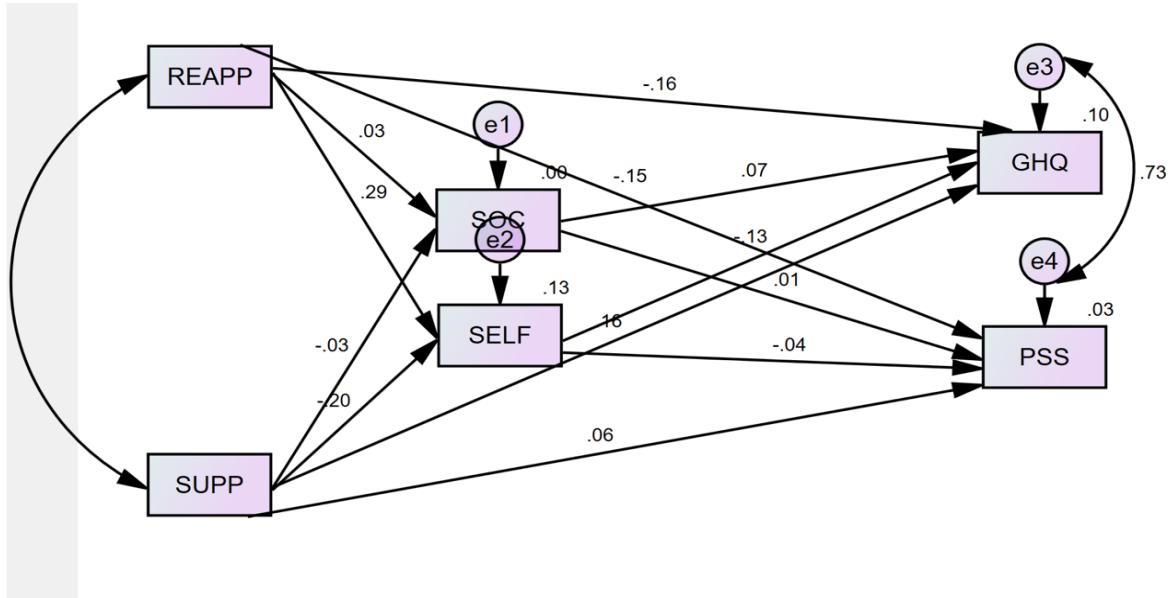 REAPP
e3
-.16
.10
e1
.03
GHQ
.00
-.15
.07
.73
.29
SOC
e2
-.13
e4
.01
.13
.03
SELF
.16
-.03
-.04
PSS
-.20
.06
SUPP